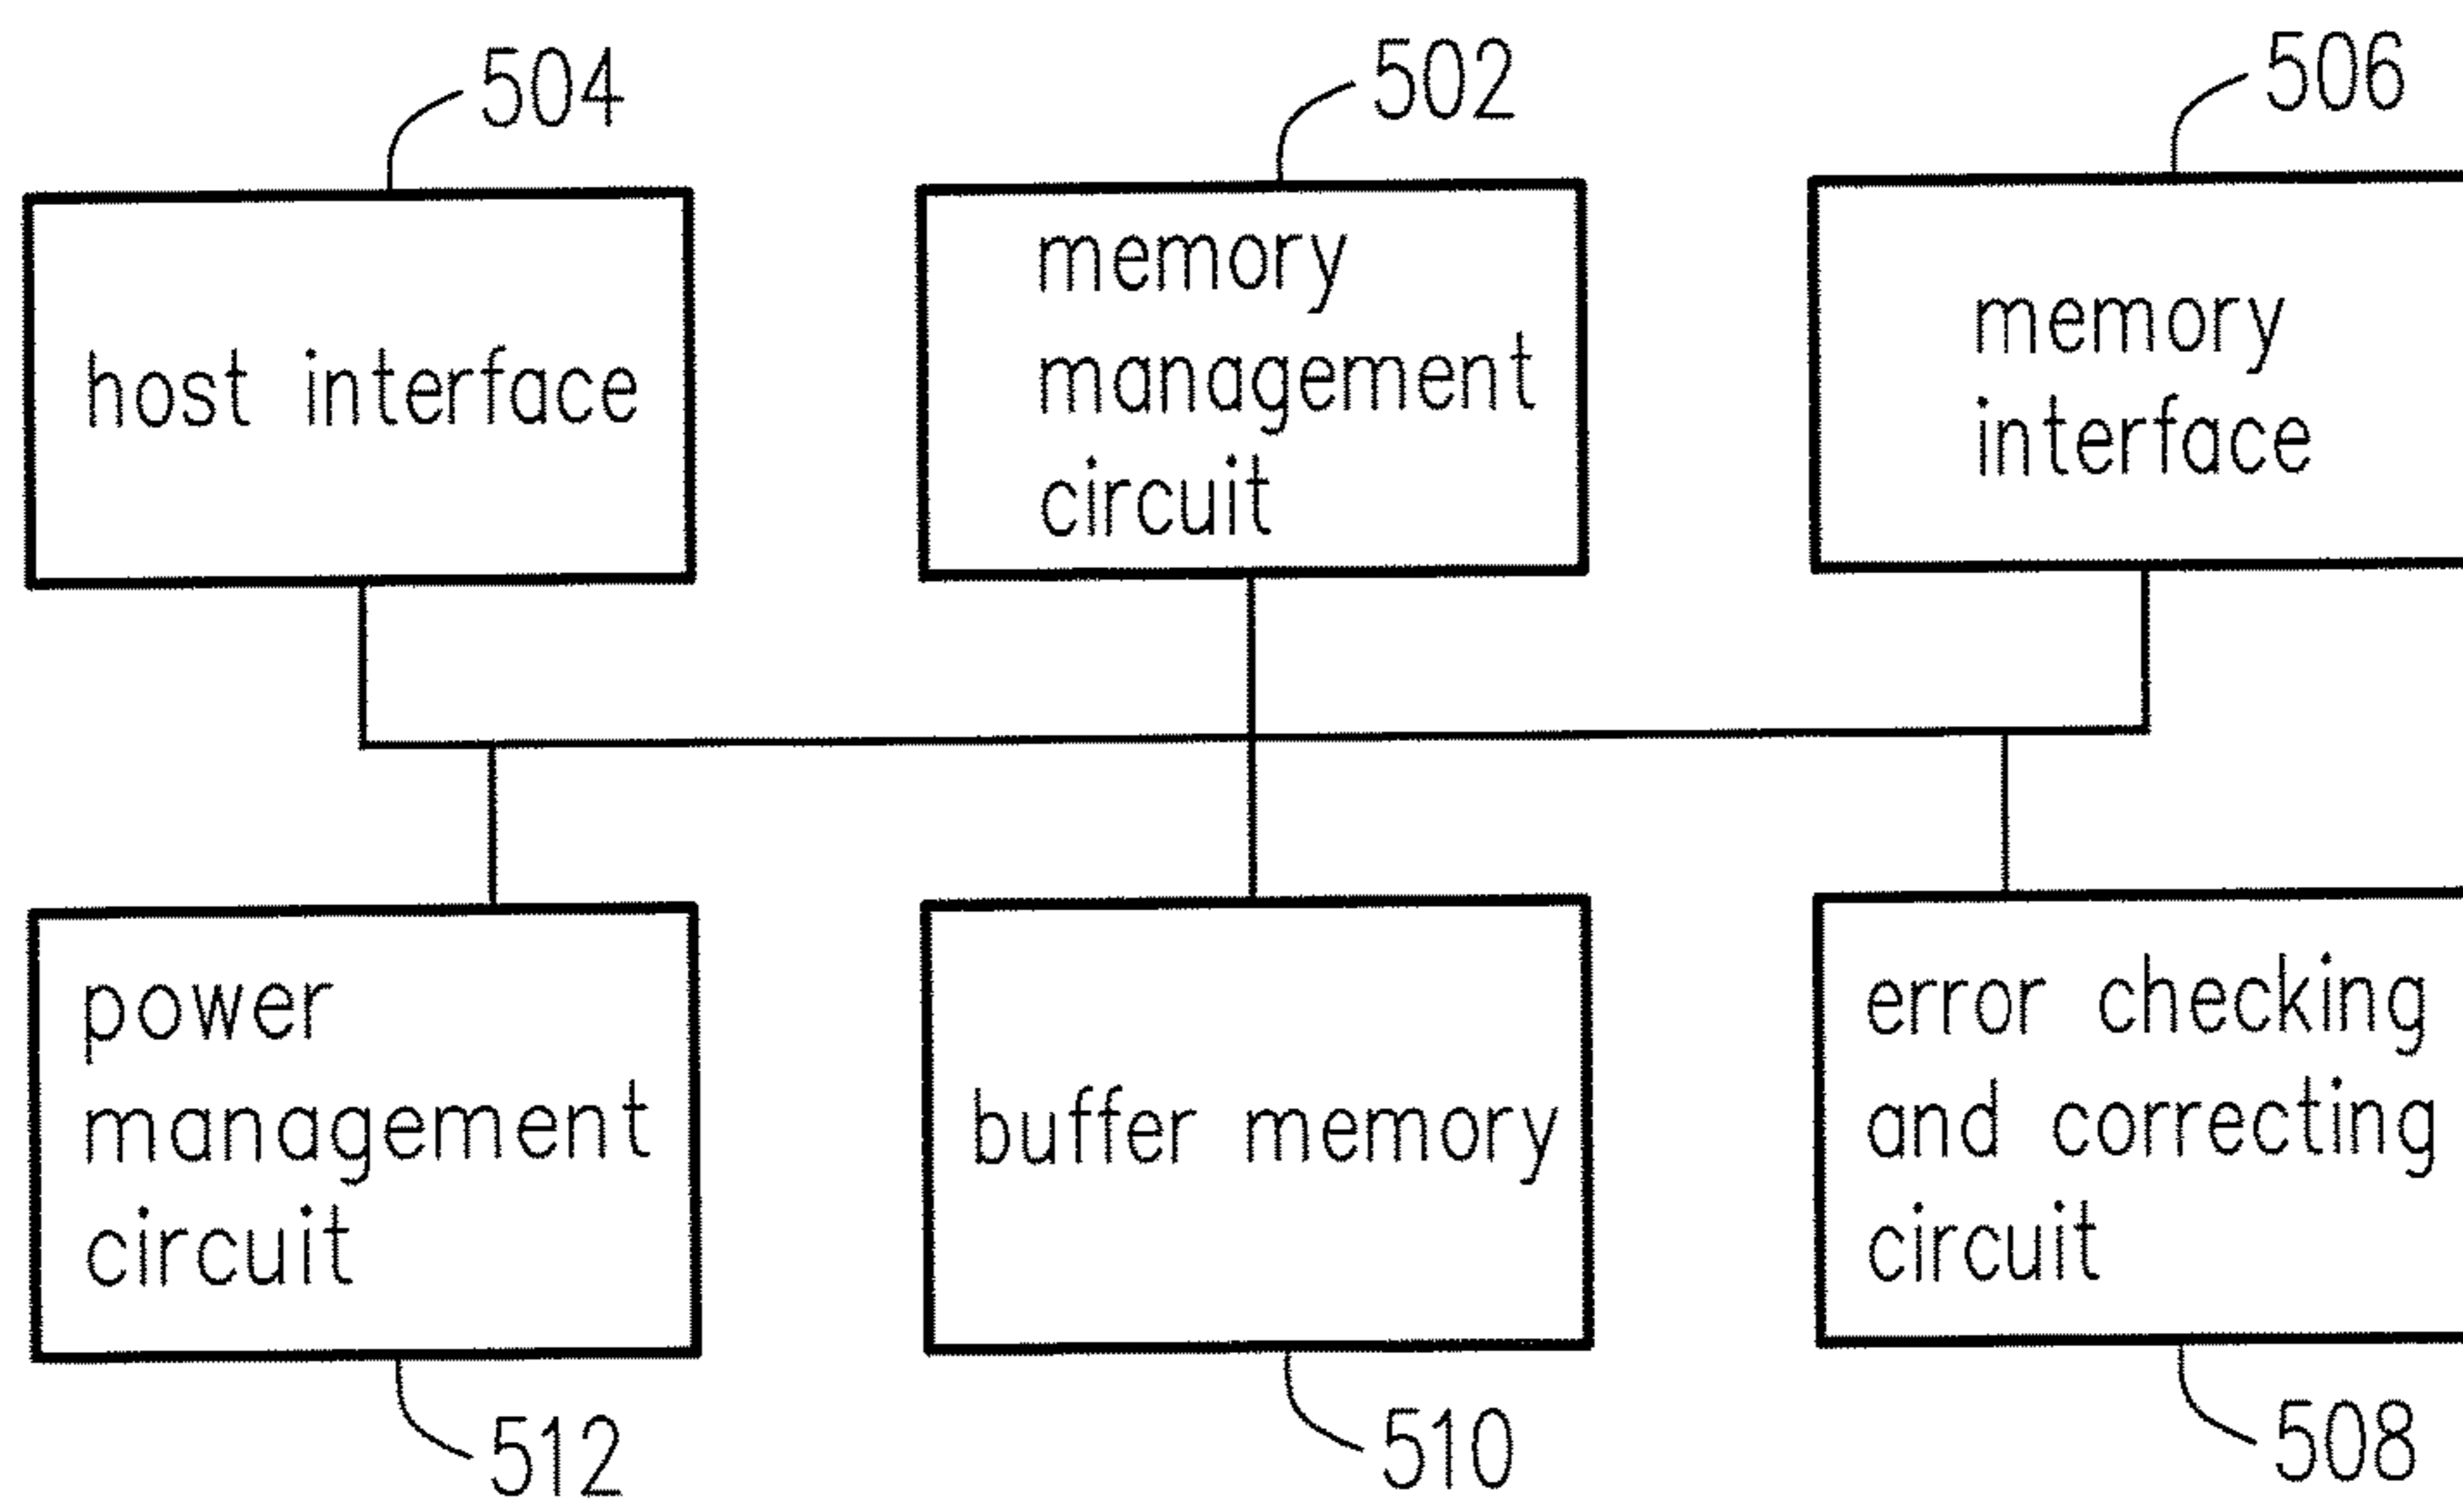 504
502
506
host interface
memory
management
circuit
memory
interface
power
management
circuit
buffer memory
error checking
and correcting
circuit
512
510
508